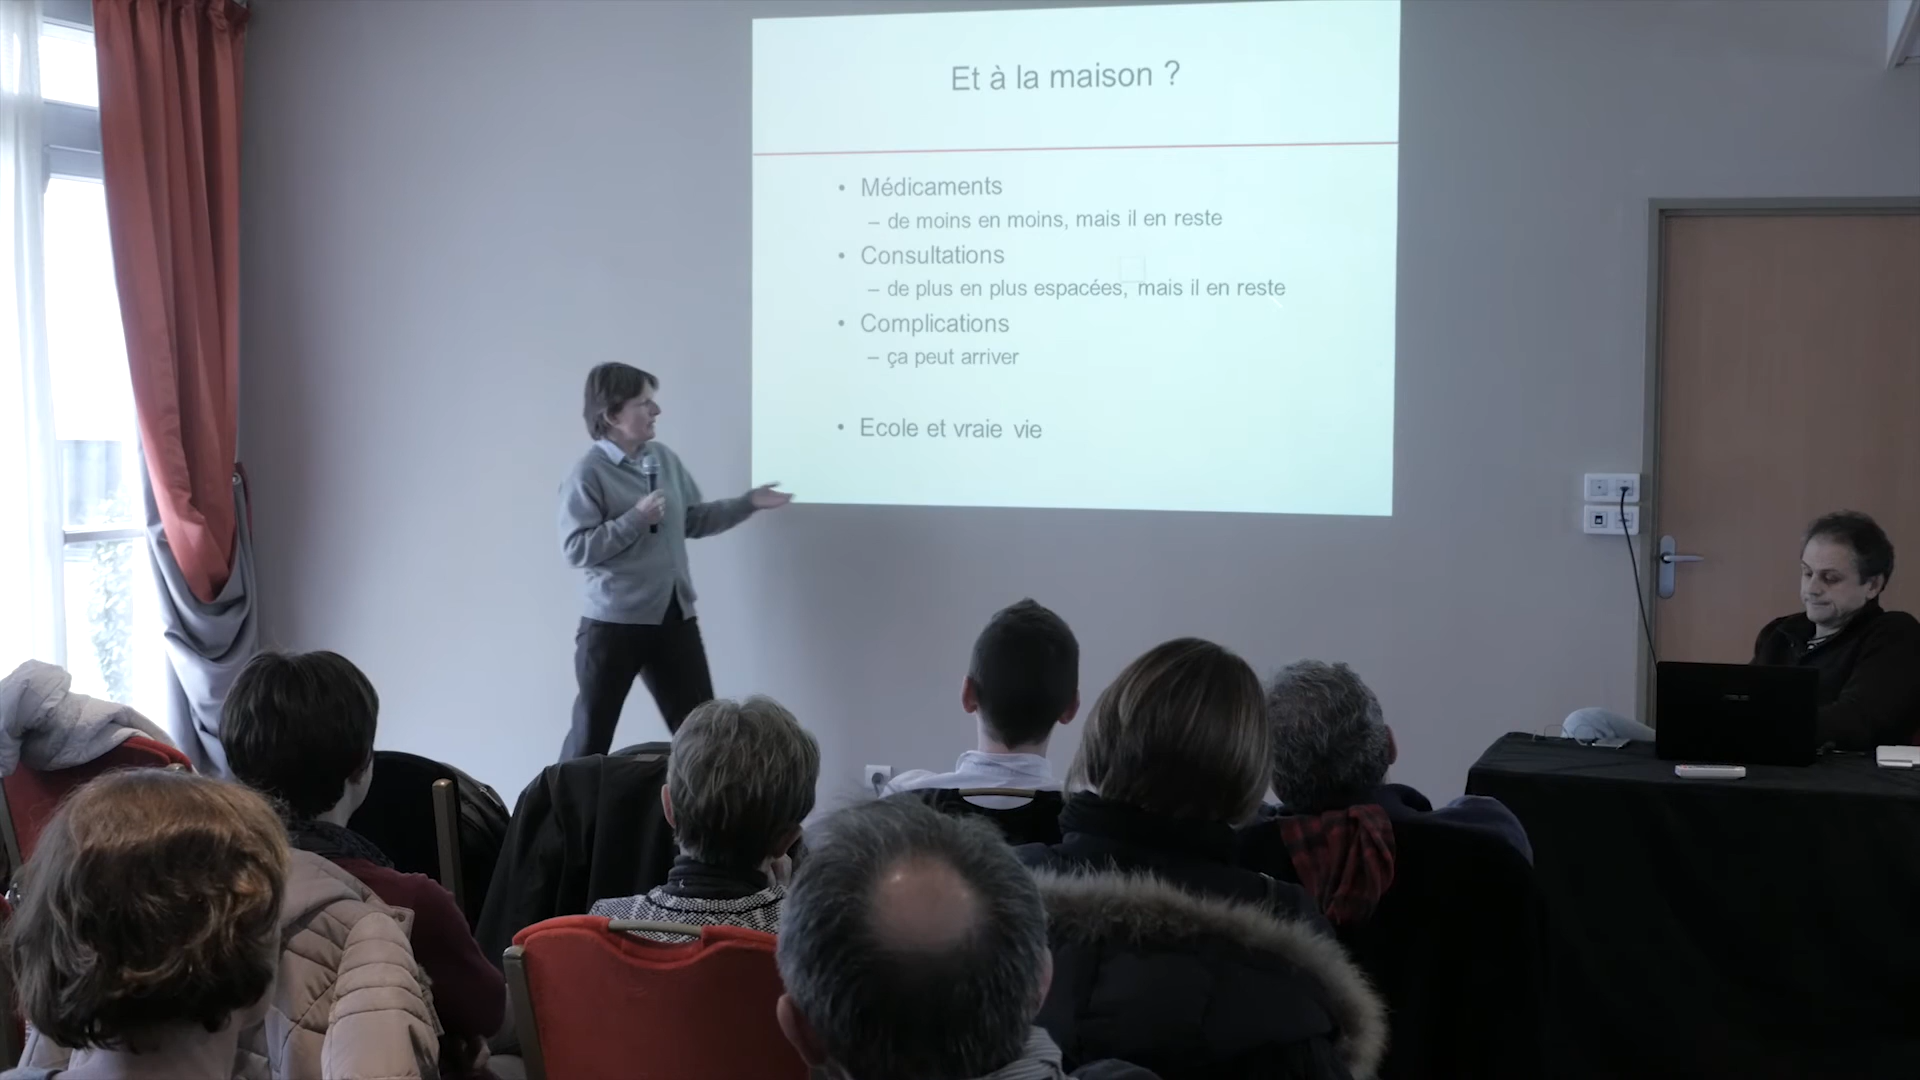 Et à la maison ?
• Médicaments
– de moins en moins, mais il en reste
• Consultations
– de plus en plus espacées, mais il en reste
• Complications
– ça peut arriver
• Ecole et vraie vie